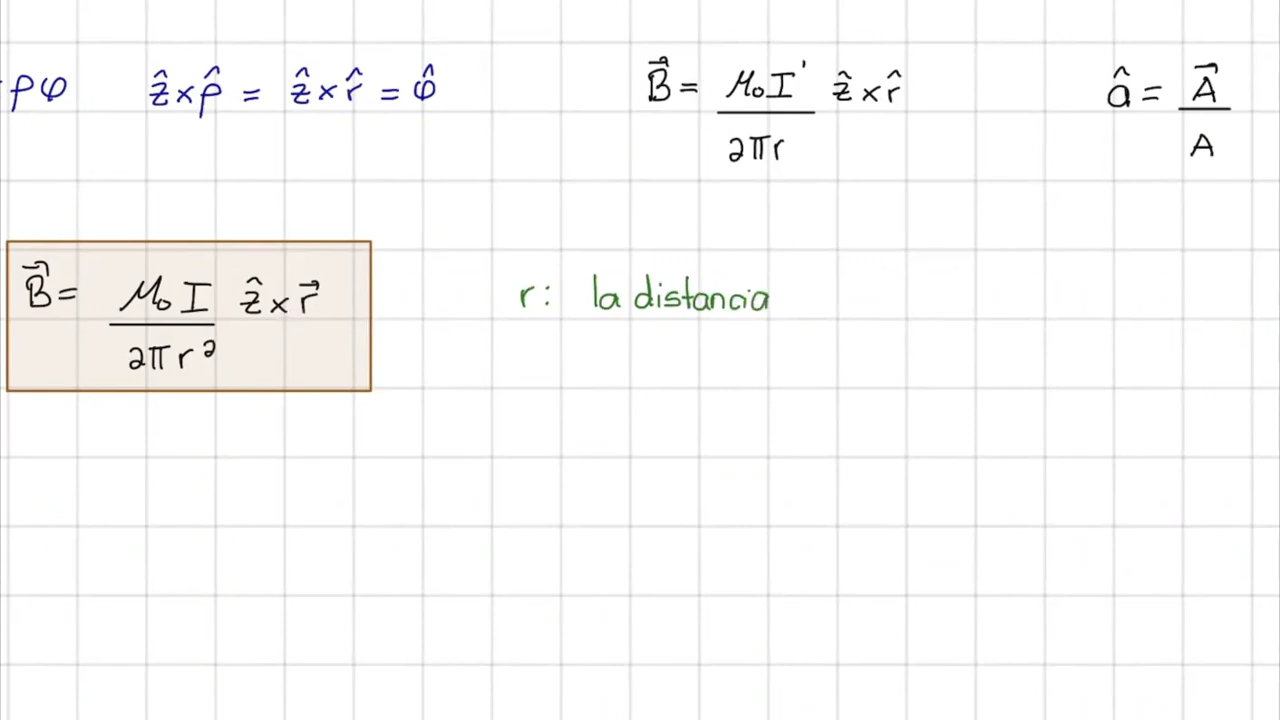 ρφ ẑ×ρ̂ = ẑ×r̂ = φ̂ B⃗ = μ₀I' / 2πr ẑ×r̂ â = A⃗ / A
B⃗ = μ₀I / 2πr² ẑ×r⃗ r: la distancia